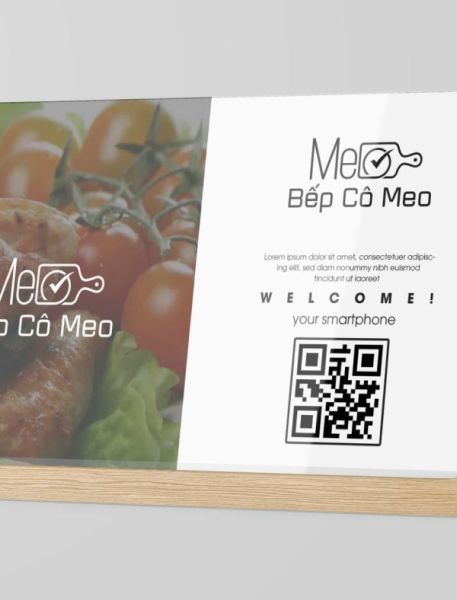 Meo
p Cô Meo
Meo
Bếp Cô Meo
Lorem ipsum dolor sit amet, consectetuer adipisc-
ing elit, sed diam nonummy nibh euismod
tincidunt ut laoreet
WELCOME!
your smartphone